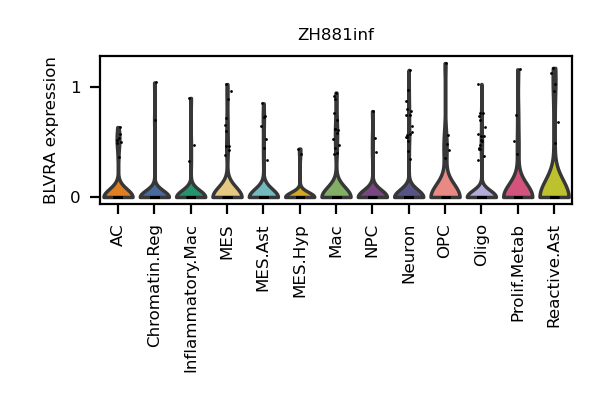 ZH881inf
BLVRA expression
1
0
AC
Chromatin.Reg
Inflammatory.Mac
MES
MES.Ast
MES.Hyp
Mac
NPC
Neuron
OPC
Oligo
Prolif.Metab
Reactive.Ast